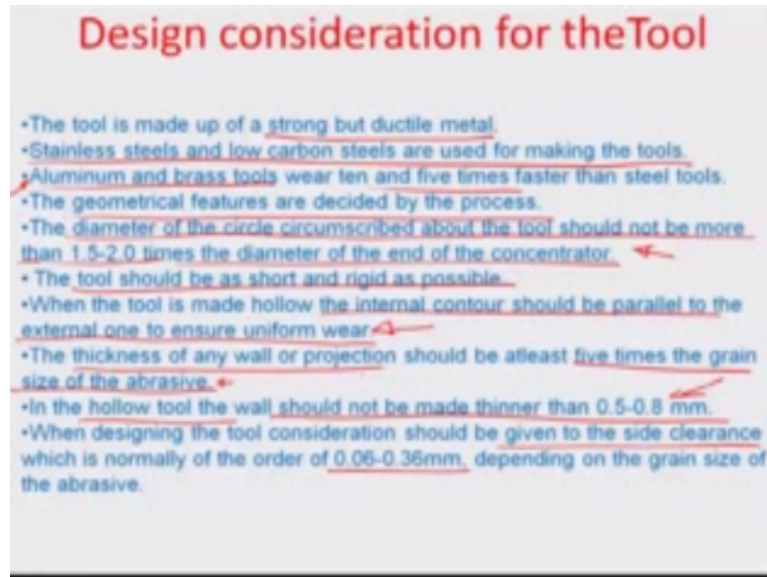 Design consideration for theTool
•The tool is made up of a strong but ductile metal.
•Stainless steels and low carbon steels are used for making the tools.
•Aluminum and brass tools wear ten and five times faster than steel tools.
•The geometrical features are decided by the process.
•The diameter of the circle circumscribed about the tool should not be more
than 1.5-2.0 times the diameter of the end of the concentrator.
• The tool should be as short and rigid as possible.
•When the tool is made hollow the internal contour should be parallel to the
external one to ensure uniform wear.
•The thickness of any wall or projection should be atleast five times the grain
size of the abrasive.
•In the hollow tool the wall should not be made thinner than 0.5-0.8 mm.
•When designing the tool consideration should be given to the side clearance
which is normally of the order of 0.06-0.36mm, depending on the grain size of
the abrasive.